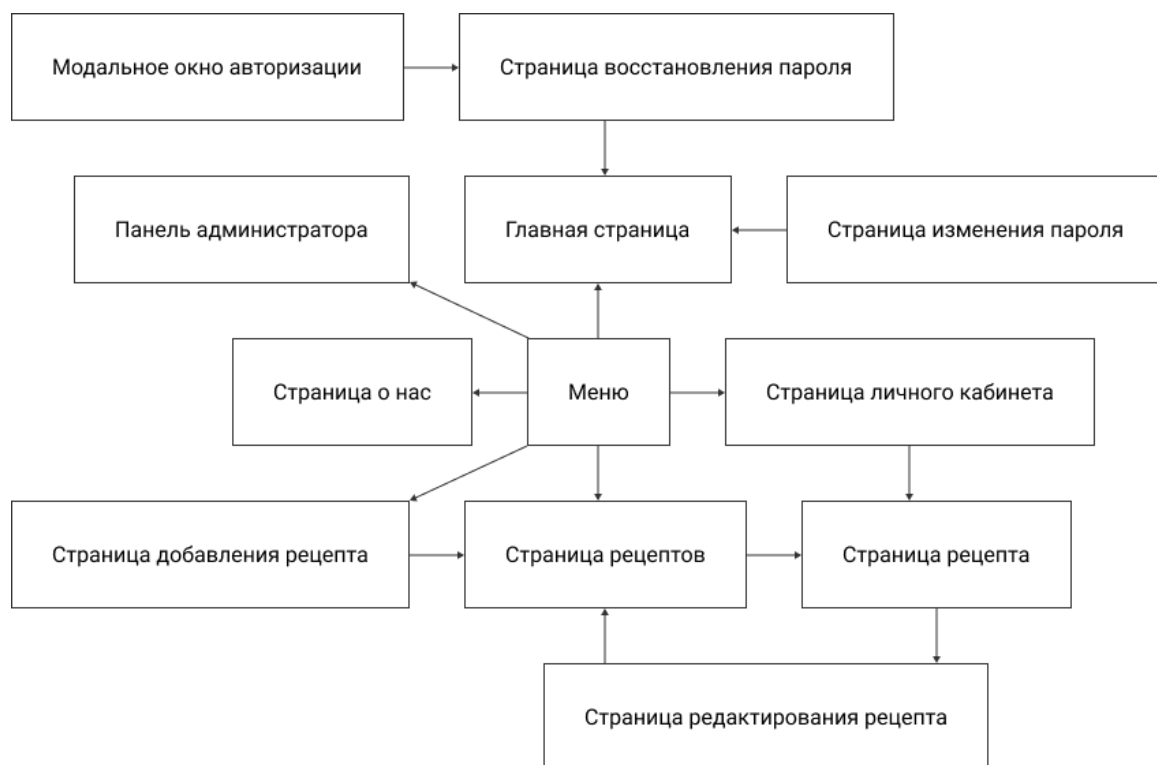 Модальное окно авторизации
Страница восстановления пароля
Панель администратора
Главная страница
Страница изменения пароля
Страница о нас
Меню
Страница личного кабинета
Страница добавления рецепта
Страница рецептов
Страница рецепта
Страница редактирования рецепта